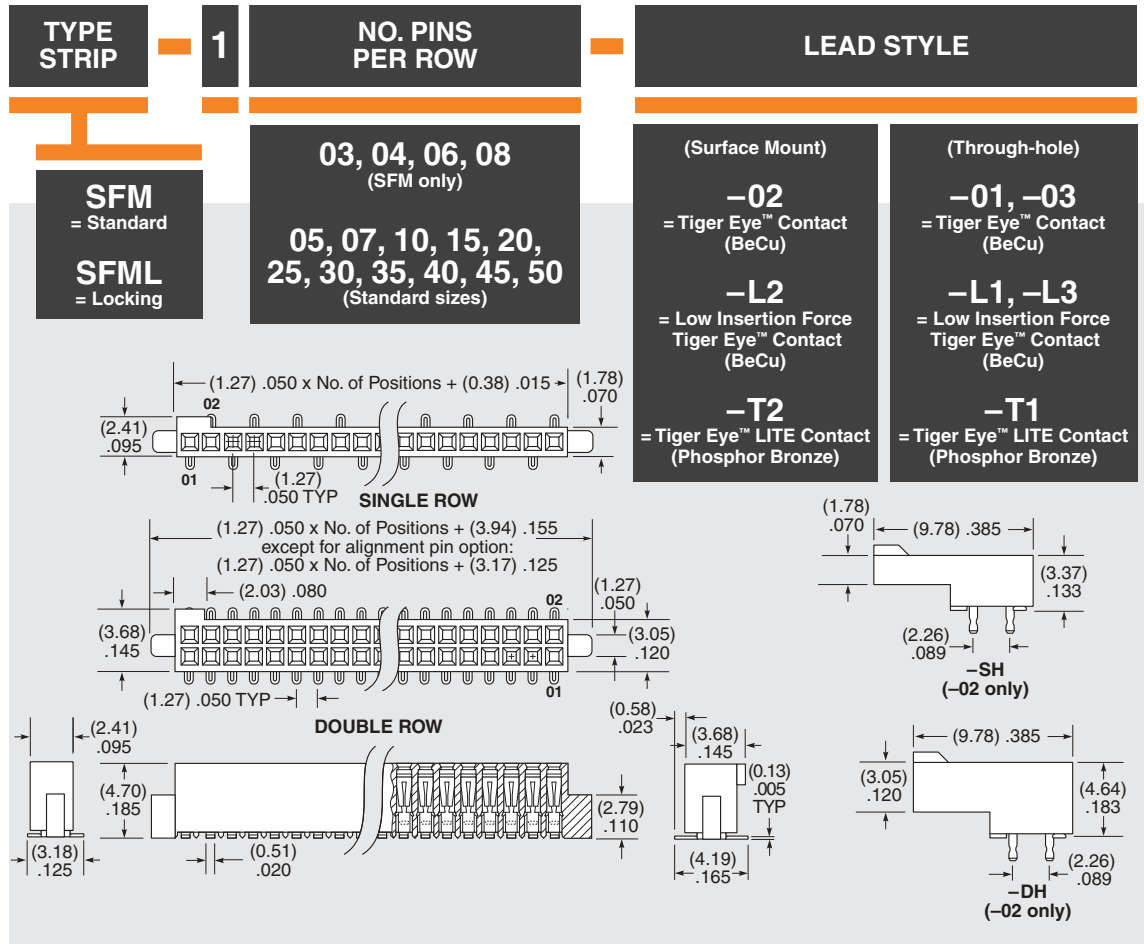 TYPE
STRIP
1
NO. PINS
PER ROW
LEAD STYLE
SFM
= Standard
SFML
= Locking
03, 04, 06, 08
(SFM only)
05, 07, 10, 15, 20,
25, 30, 35, 40, 45, 50
(Standard sizes)
(Surface Mount)
–02
= Tiger Eye™ Contact
(BeCu)
–L2
= Low Insertion Force
Tiger Eye™ Contact
(BeCu)
–T2
= Tiger Eye™ LITE Contact
(Phosphor Bronze)
(Through-hole)
–01, –03
= Tiger Eye™ Contact
(BeCu)
–L1, –L3
= Low Insertion Force
Tiger Eye™ Contact
(BeCu)
–T1
= Tiger Eye™ LITE Contact
(Phosphor Bronze)
(1.27) .050 x No. of Positions + (0.38) .015
(1.78)
.070
02
(2.41)
.095
01
(1.27)
.050 TYP
SINGLE ROW
(1.27) .050 x No. of Positions + (3.94) .155
except for alignment pin option:
(1.27) .050 x No. of Positions + (3.17) .125
(2.03) .080
(1.27)
.050
02
(3.68)
.145
(3.05)
.120
01
(1.27) .050 TYP
DOUBLE ROW
(1.78)
.070
(9.78) .385
(3.37)
.133
(2.26)
.089
–SH
(–02 only)
(2.41)
.095
(4.70)
.185
(3.18)
.125
(0.51)
.020
(2.79)
.110
(0.58)
.023
(3.68)
.145
(0.13)
.005
TYP
(4.19)
.165
(9.78) .385
(3.05)
.120
(4.64)
.183
(2.26)
.089
–DH
(–02 only)